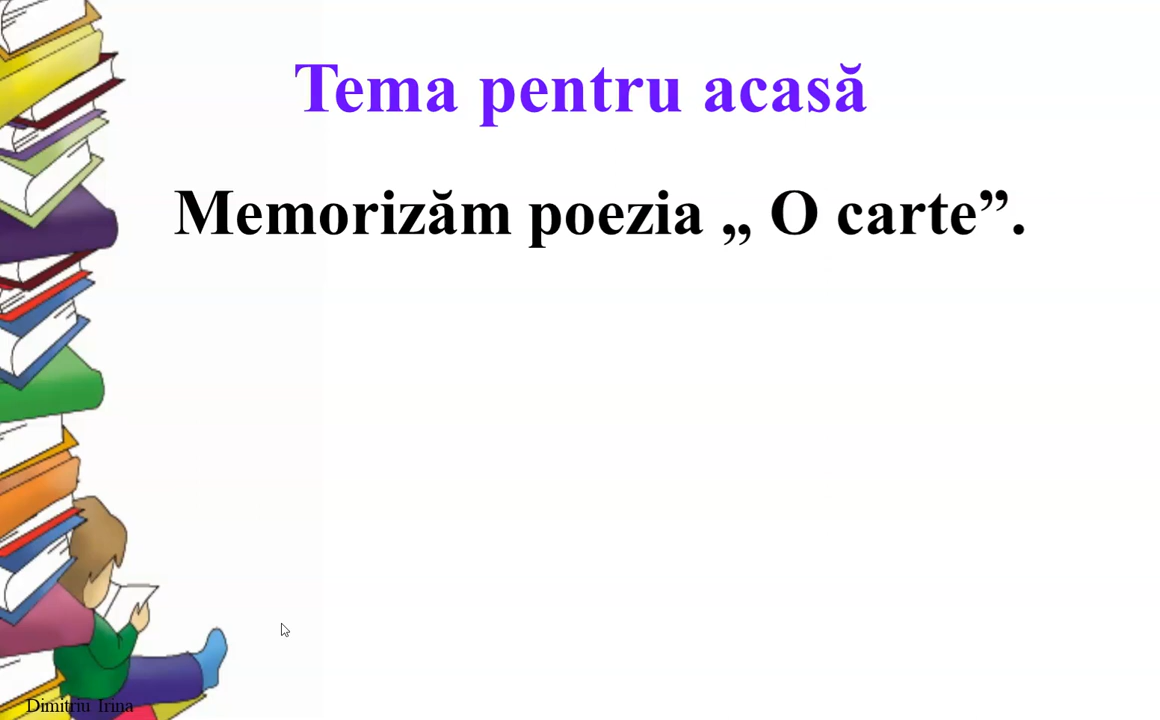 Tema pentru acasă
Memorizăm poezia „ O carte”.
Dimitriu Irina